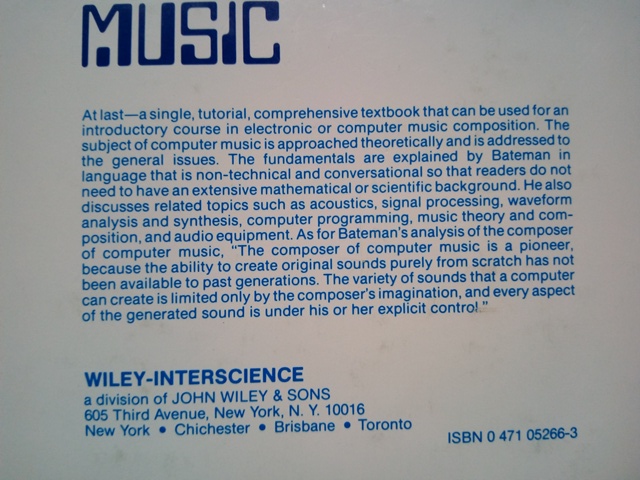 MUSIC
At last—a single, tutorial, comprehensive textbook that can be used for an
introductory course in electronic or computer music composition. The
subject of computer music is approached theoretically and is addressed to
the general issues. The fundamentals are explained by Bateman in
language that is non-technical and conversational so that readers do not
need to have an extensive mathematical or scientific background. He also
discusses related topics such as acoustics, signal processing, waveform
analysis and synthesis, computer programming, music theory and com-
position, and audio equipment. As for Bateman's analysis of the composer
of computer music, "The composer of computer music is a pioneer,
because the ability to create original sounds purely from scratch has not
been available to past generations. The variety of sounds that a computer
can create is limited only by the composer's imagination, and every aspect
of the generated sound is under his or her explicit control."
WILEY-INTERSCIENCE
a division of JOHN WILEY & SONS
605 Third Avenue, New York, N. Y. 10016
New York • Chichester • Brisbane • Toronto
ISBN 0 471 05266-3